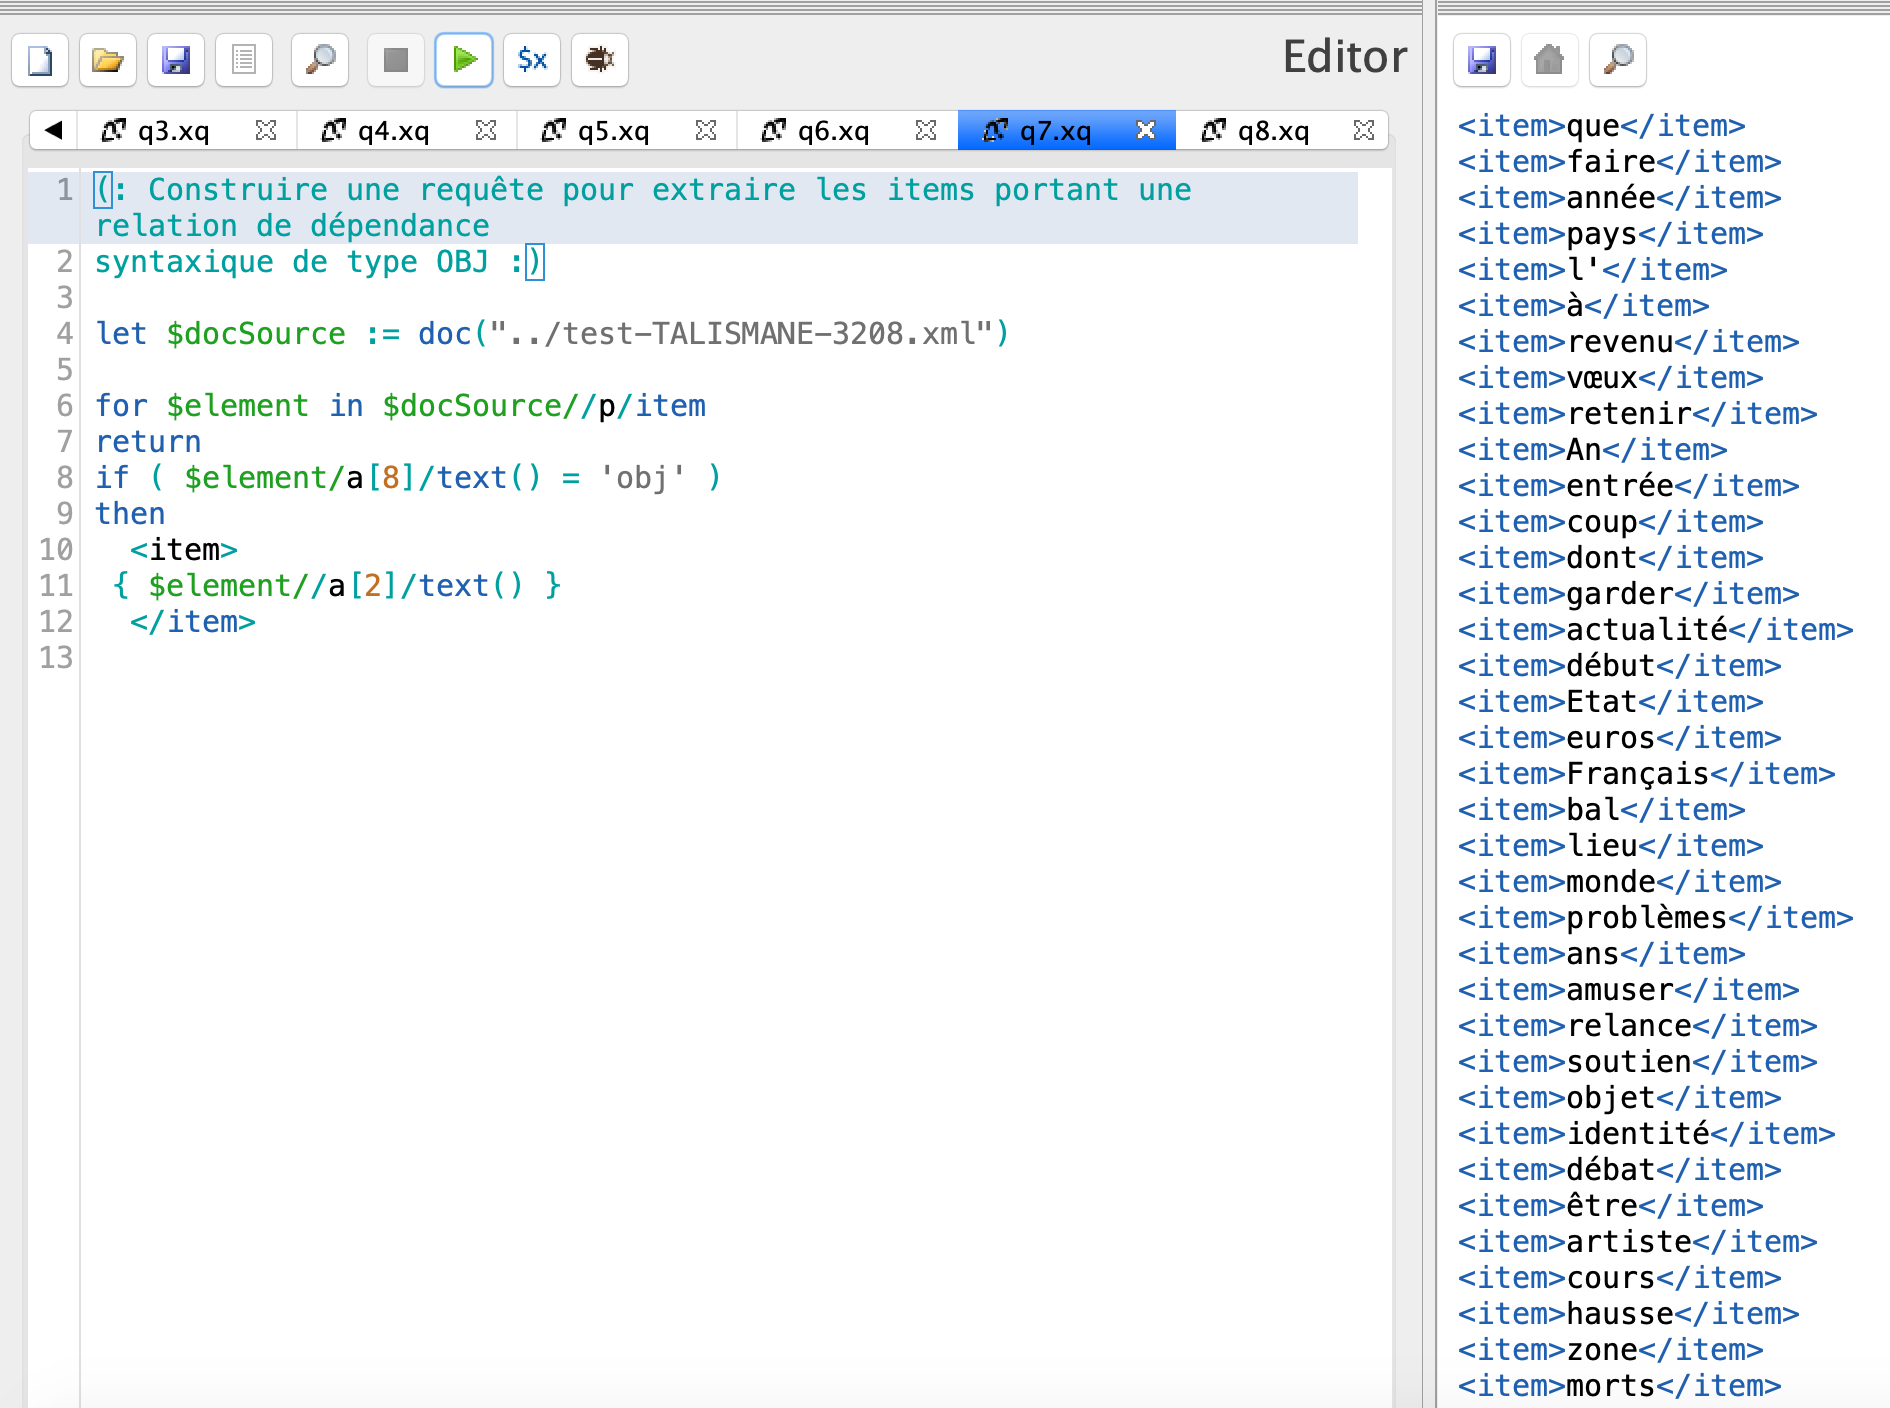 $x
Editor
q3.xq
q4.xq
q5.xq
q6.xq
q7.xq
q8.xq
1 (: Construire une requête pour extraire les items portant une
relation de dépendance
2 syntaxique de type OBJ :)
3
4 let $docSource := doc("../test-TALISMANE-3208.xml")
5
6 for $element in $docSource//p/item
7 return
8 if ( $element/a[8]/text() = 'obj' )
9 then
10 <item>
11 { $element//a[2]/text() }
12 </item>
13
<item>que</item>
<item>faire</item>
<item>année</item>
<item>pays</item>
<item>l'</item>
<item>à</item>
<item>revenu</item>
<item>vœux</item>
<item>retenir</item>
<item>An</item>
<item>entrée</item>
<item>coup</item>
<item>dont</item>
<item>garder</item>
<item>actualité</item>
<item>début</item>
<item>Etat</item>
<item>euros</item>
<item>Français</item>
<item>bal</item>
<item>lieu</item>
<item>monde</item>
<item>problèmes</item>
<item>ans</item>
<item>amuser</item>
<item>relance</item>
<item>soutien</item>
<item>objet</item>
<item>identité</item>
<item>débat</item>
<item>être</item>
<item>artiste</item>
<item>cours</item>
<item>hausse</item>
<item>zone</item>
<item>morts</item>